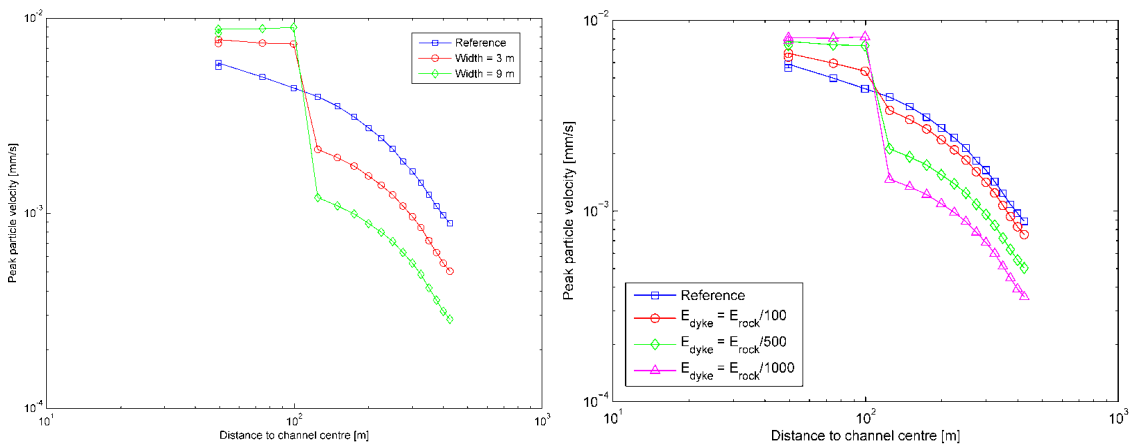 10^-2
10^-3
10^-4
10^1
10^2
10^3
Peak particle velocity [mm/s]
Distance to channel centre [m]
Reference
Width = 3 m
Width = 9 m
10^-2
10^-3
10^-4
10^1
10^2
10^3
Peak particle velocity [mm/s]
Distance to channel centre [m]
Reference
E_dyke = E_rock/100
E_dyke = E_rock/500
E_dyke = E_rock/1000